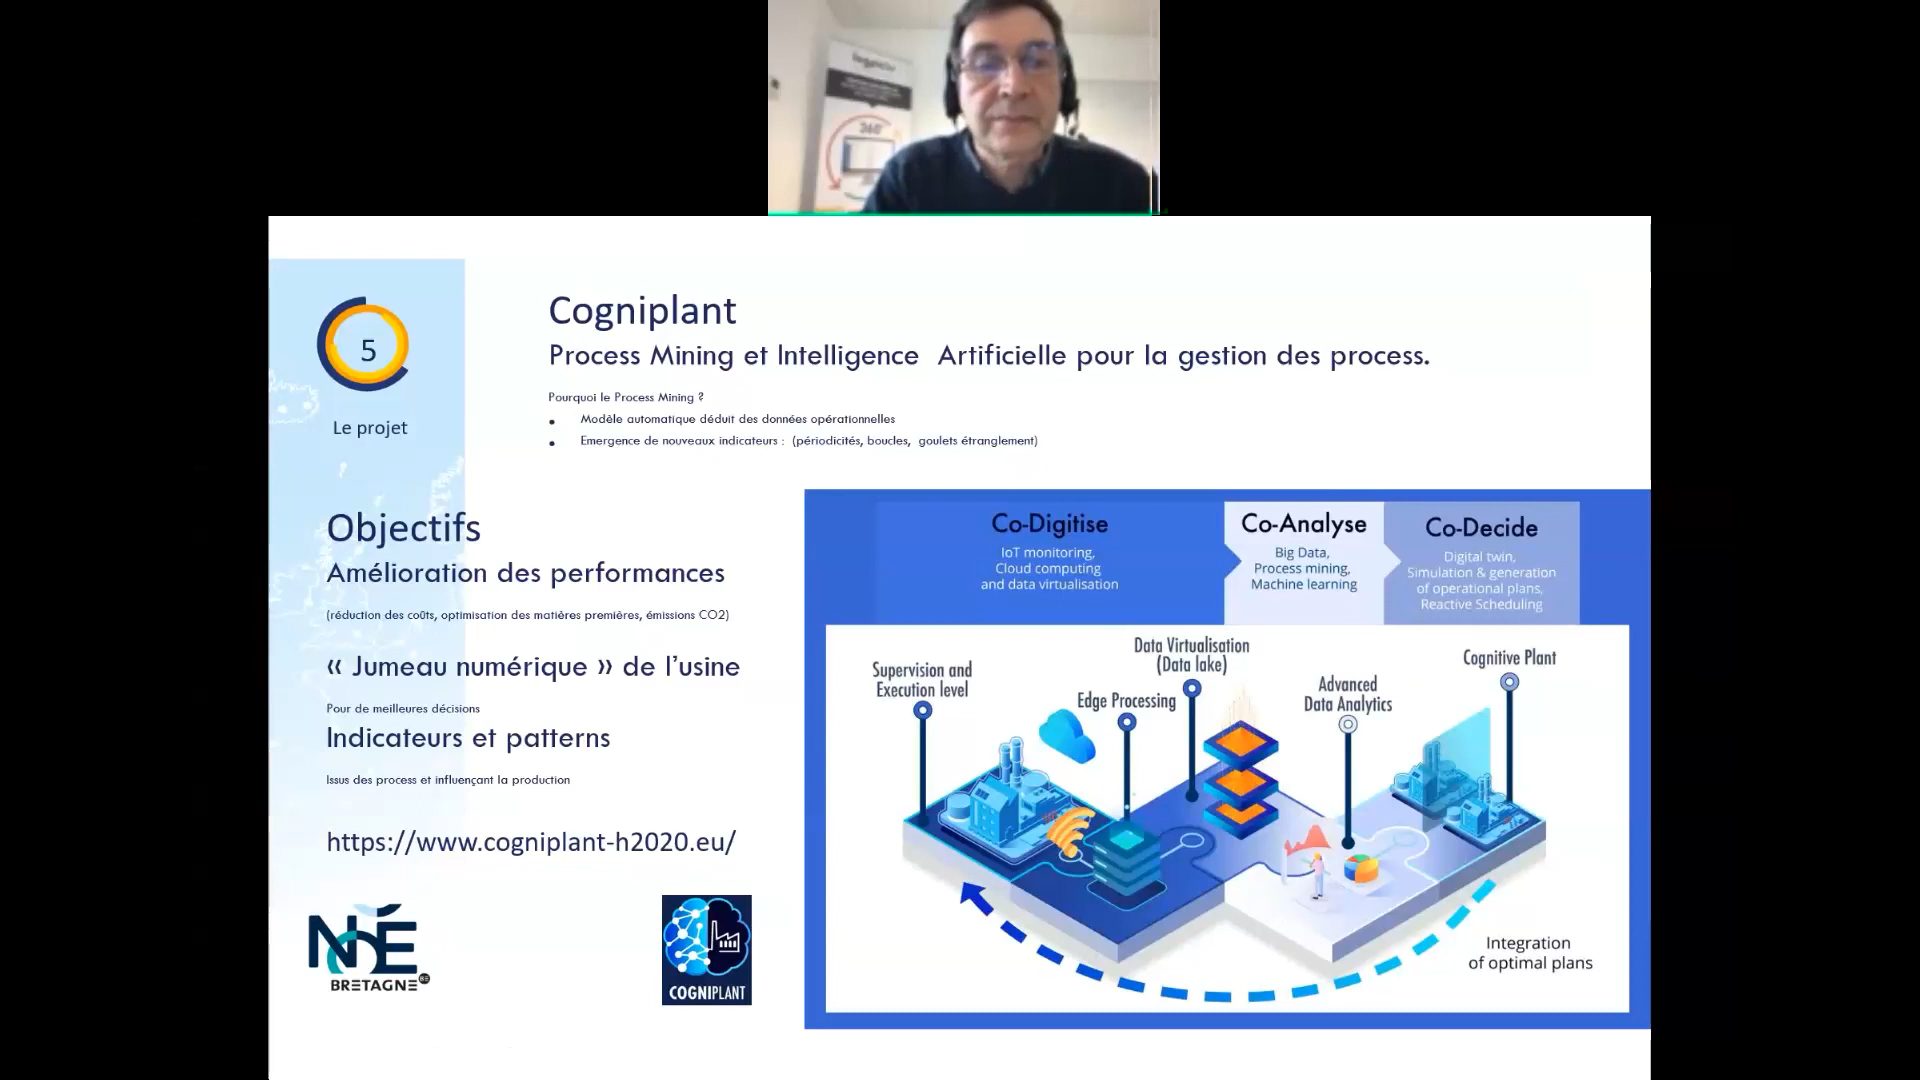 360°
5
Le projet
Cogniplant
Process Mining et Intelligence Artificielle pour la gestion des process.
Pourquoi le Process Mining ?
• Modèle automatique déduit des données opérationnelles
• Emergence de nouveaux indicateurs : (périodicités, boucles, goulets étranglement)
Objectifs
Amélioration des performances
(réduction des coûts, optimisation des matières premières, émissions CO2)
« Jumeau numérique » de l'usine
Pour de meilleures décisions
Indicateurs et patterns
Issus des process et influençant la production
https://www.cogniplant-h2020.eu/
NOÉ
BRETAGNE
COGNIPLANT
Co-Digitise
IoT monitoring,
Cloud computing
and data virtualisation
Co-Analyse
Big Data,
Process mining,
Machine learning
Co-Decide
Digital twin,
Simulation & generation
of operational plans,
Reactive Scheduling
Supervision and
Execution level
Edge Processing
Data Virtualisation
(Data lake)
Advanced
Data Analytics
Cognitive Plant
Integration
of optimal plans